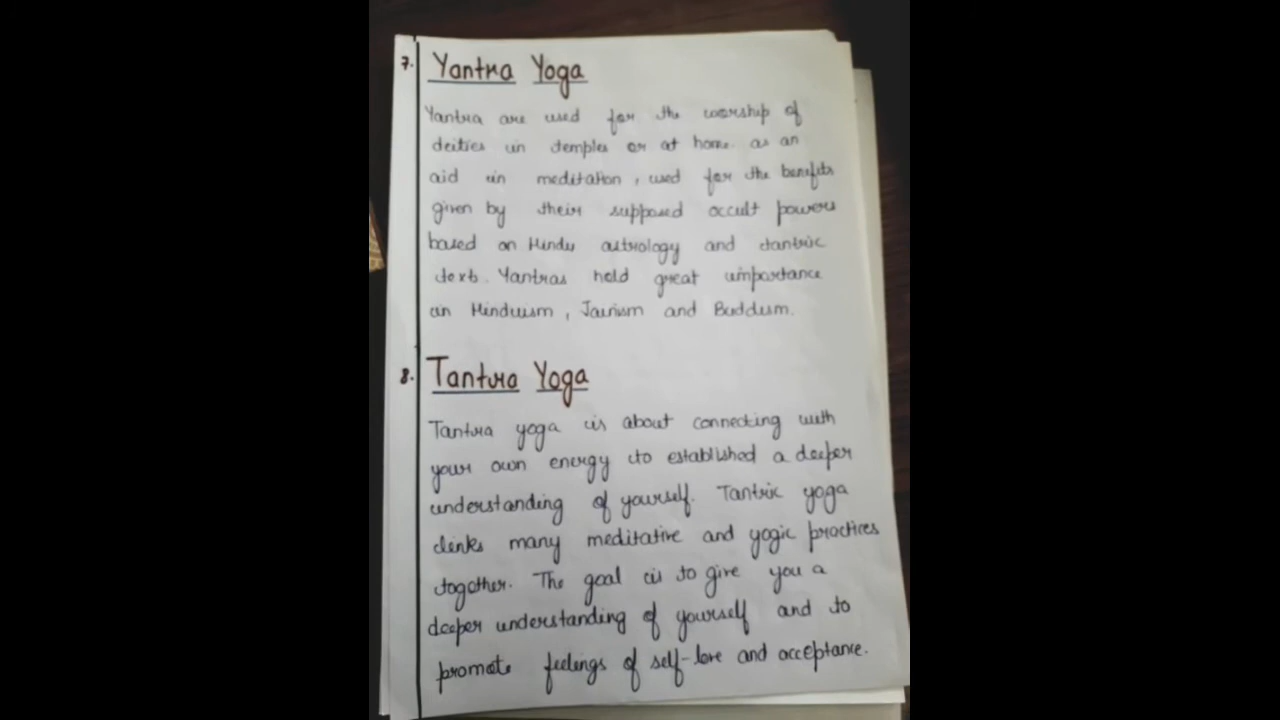 7. Yantra Yoga
Yantra are used for the worship of
deities in temples or at home. as an
aid in meditation, used for the benefits
given by their supposed occult powers
based on Hindu astrology and tantric
text. Yantras hold great importance
in Hinduism, Jainism and Buddism.
8. Tantra Yoga
Tantra yoga is about connecting with
your own energy to established a deeper
understanding of yourself. Tantric yoga
links many meditative and yogic practices
together. The goal is to give you a
deeper understanding of yourself and to
promote feelings of self-love and acceptance.